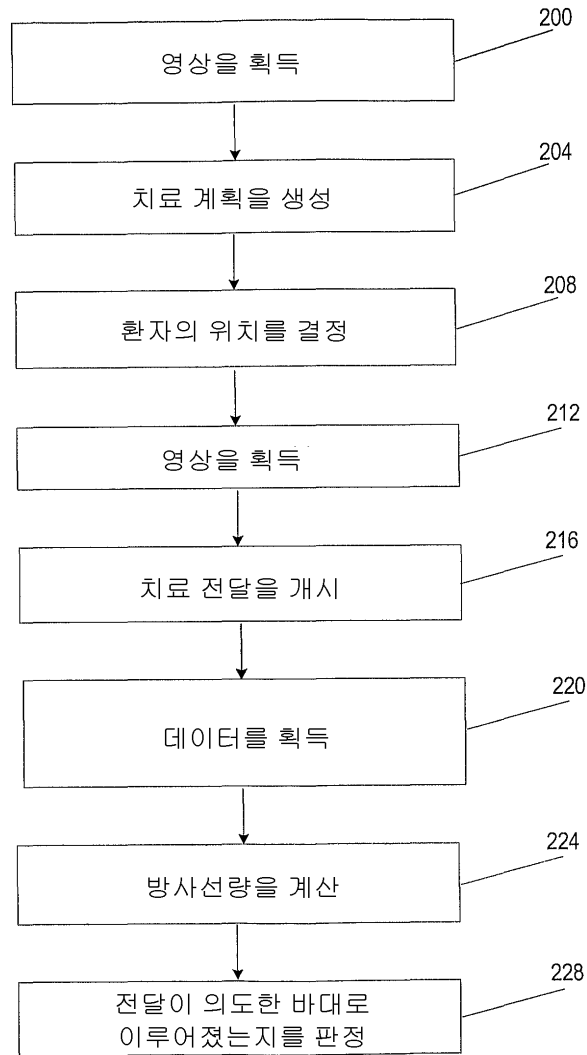 200
영상을 획득
204
치료 계획을 생성
208
환자의 위치를 결정
212
영상을 획득
216
치료 전달을 개시
220
데이터를 획득
224
방사선량을 계산
228
전달이 의도한 바대로
이루어졌는지를 판정